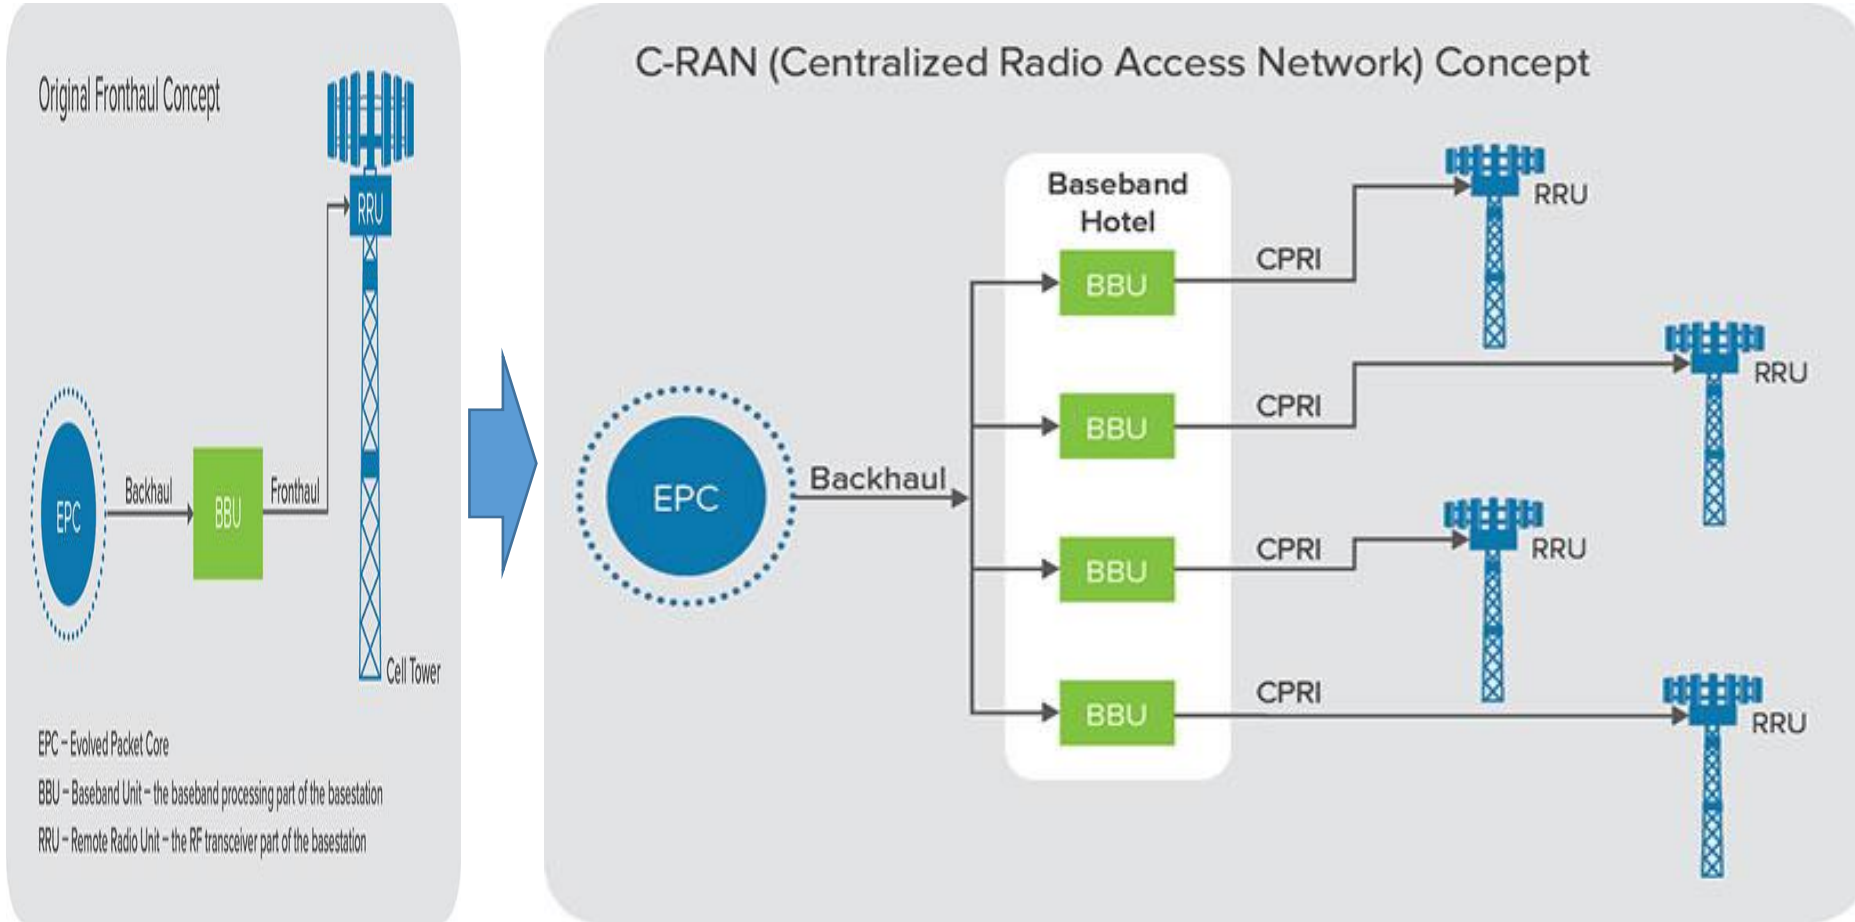 Original Fronthaul Concept
RRU
EPC
Backhaul
BBU
Fronthaul
Cell Tower
EPC – Evolved Packet Core
BBU – Baseband Unit – the baseband processing part of the basestation
RRU – Remote Radio Unit – the RF transceiver part of the basestation
C-RAN (Centralized Radio Access Network) Concept
EPC
Backhaul
Baseband
Hotel
BBU
CPRI
RRU
BBU
CPRI
RRU
BBU
CPRI
RRU
BBU
CPRI
RRU